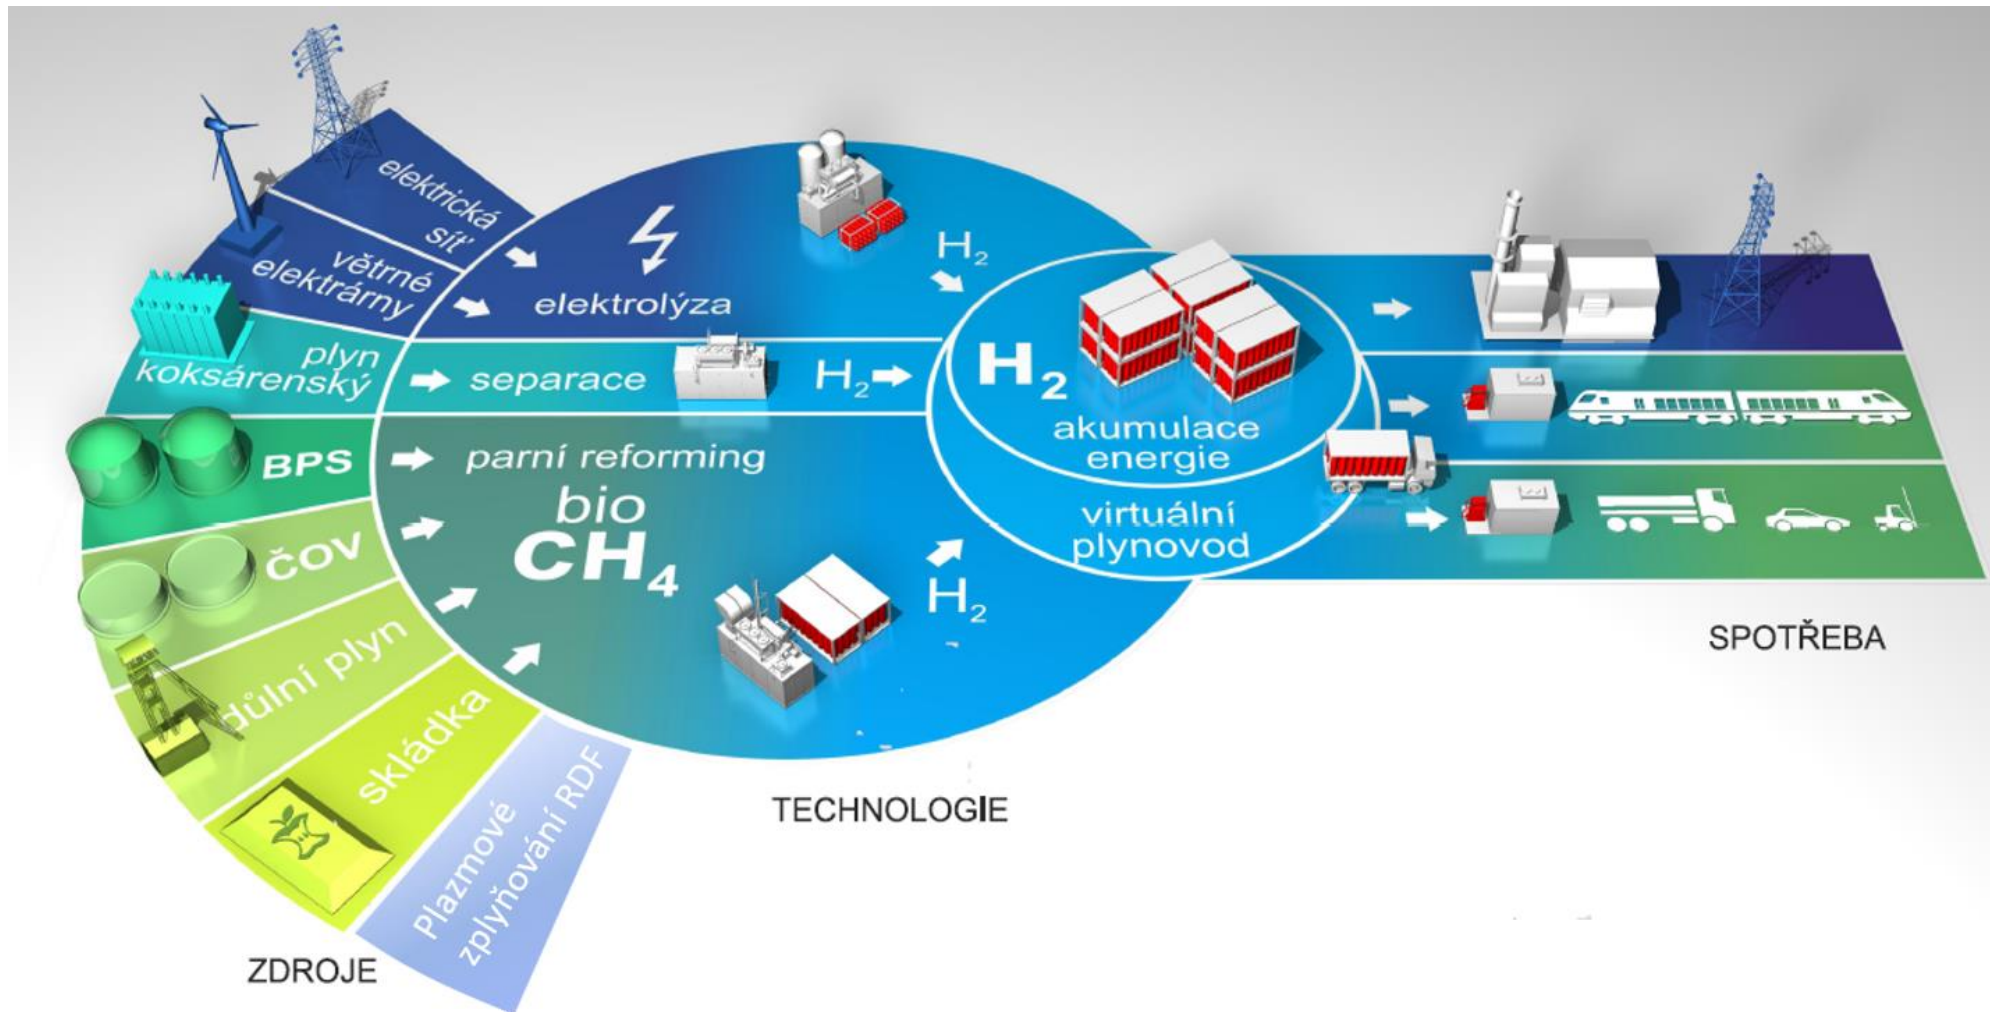 elektrická
síť
větrné
elektrárny
plyn
koksárenský
BPS
ČOV
důlní plyn
skládka
Plazmové
zplyňování RDF
ZDROJE
elektrolýza
H₂
separace
H₂
parní reforming
bio
CH₄
H₂
TECHNOLOGIE
H₂
akumulace
energie
virtuální
plynovod
SPOTŘEBA